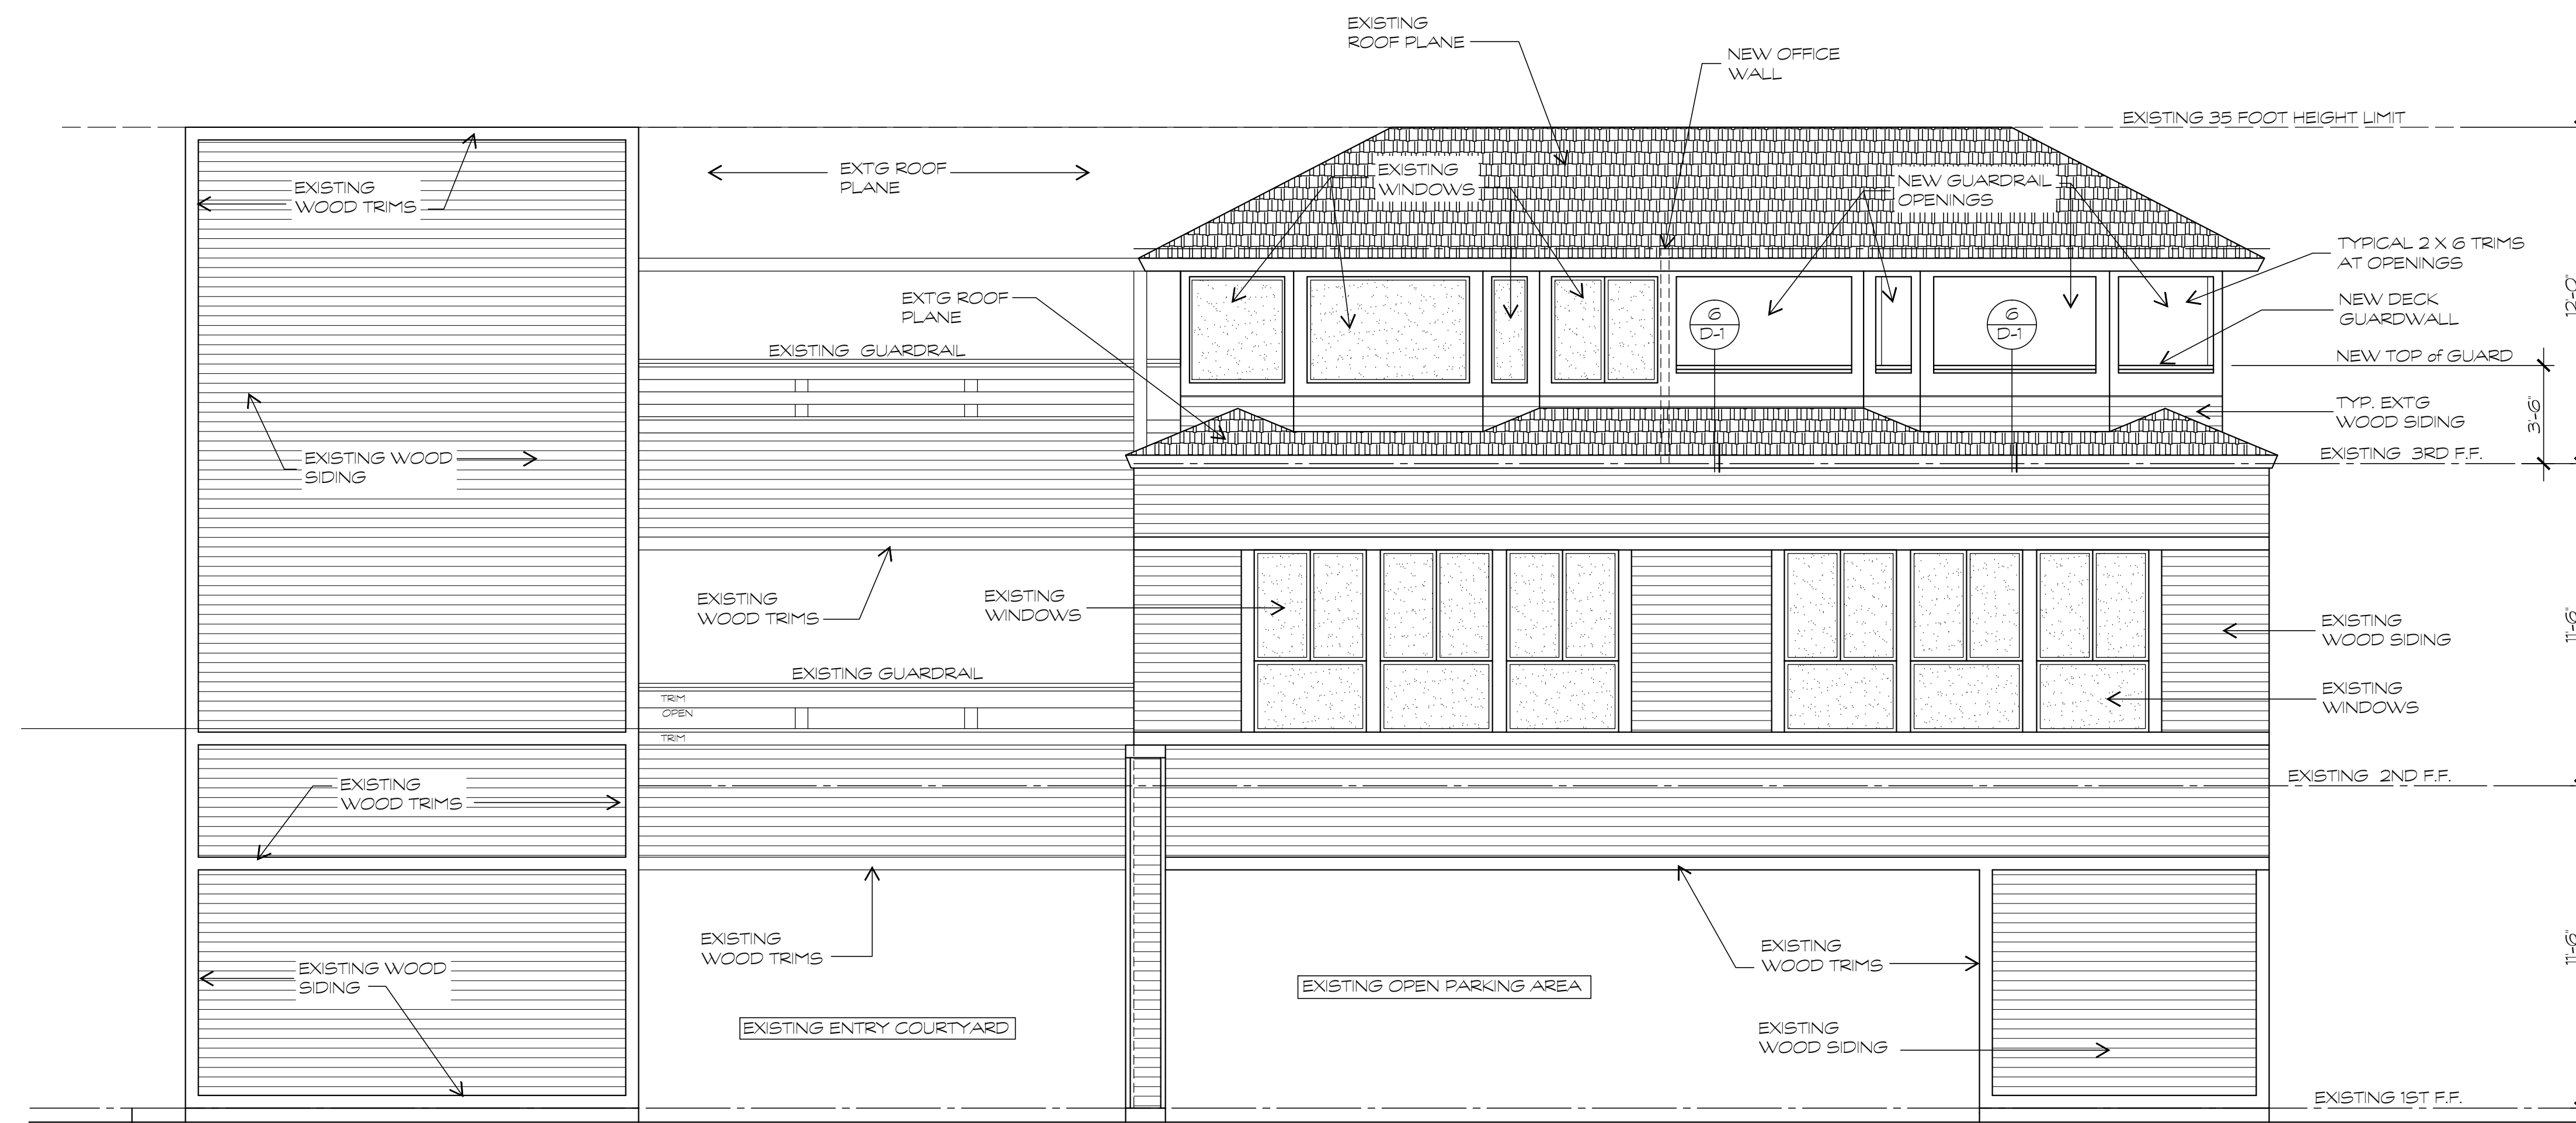 EXISTING
ROOF PLANE
NEW OFFICE
WALL
EXISTING 35 FOOT HEIGHT LIMIT
EXTG ROOF
PLANE
EXISTING
WINDOWS
NEW GUARDRAIL
OPENINGS
EXISTING
WOOD TRIMS
TYPICAL 2 X 6 TRIMS
AT OPENINGS
12'-0"
EXTG ROOF
PLANE
NEW DECK
GUARDWALL
6
D-1
6
D-1
EXISTING GUARDRAIL
NEW TOP of GUARD
TYP. EXTG
WOOD SIDING
3'-6"
EXISTING WOOD
SIDING
EXISTING 3RD F.F.
EXISTING
WOOD TRIMS
EXISTING
WINDOWS
EXISTING
WOOD SIDING
11'-6"
EXISTING GUARDRAIL
TRIM
OPEN
TRIM
EXISTING
WINDOWS
EXISTING
WOOD TRIMS
EXISTING 2ND F.F.
EXISTING
WOOD TRIMS
EXISTING
WOOD TRIMS
11'-6"
EXISTING WOOD
SIDING
EXISTING OPEN PARKING AREA
EXISTING ENTRY COURTYARD
EXISTING
WOOD SIDING
EXISTING 1ST F.F.